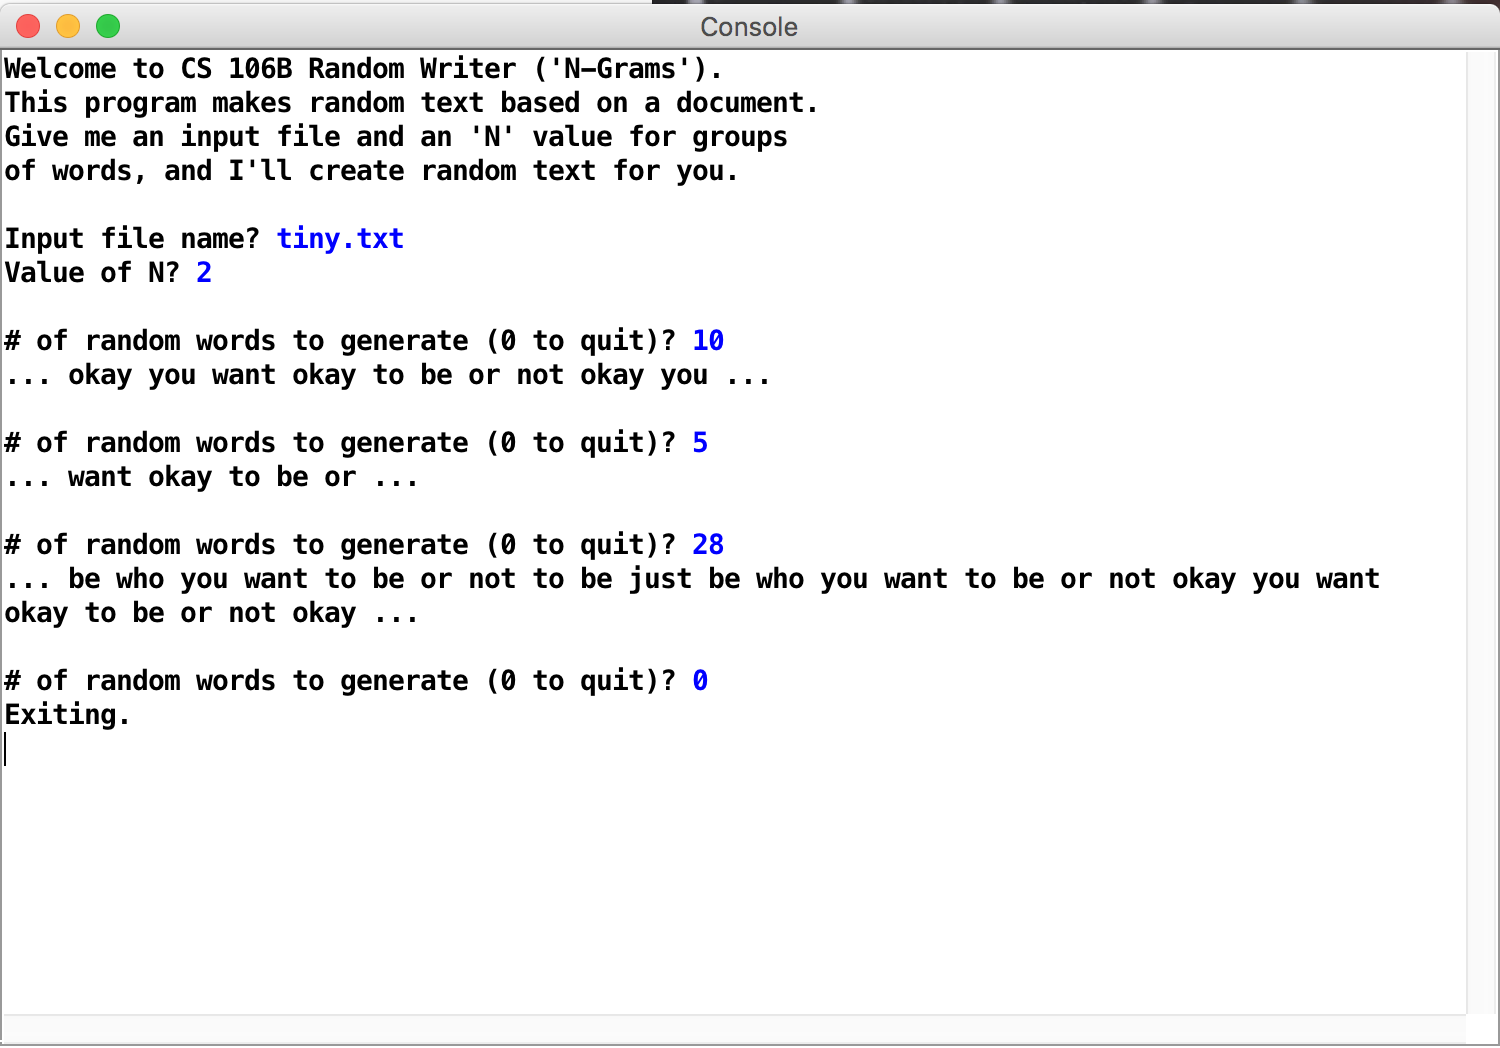 Console
Welcome to CS 106B Random Writer ('N-Grams').
This program makes random text based on a document.
Give me an input file and an 'N' value for groups
of words, and I'll create random text for you.
Input file name? tiny.txt
Value of N? 2
# of random words to generate (0 to quit)? 10
... okay you want okay to be or not okay you ...
# of random words to generate (0 to quit)? 5
... want okay to be or ...
# of random words to generate (0 to quit)? 28
... be who you want to be or not to be just be who you want to be or not okay you want
okay to be or not okay ...
# of random words to generate (0 to quit)? 0
Exiting.